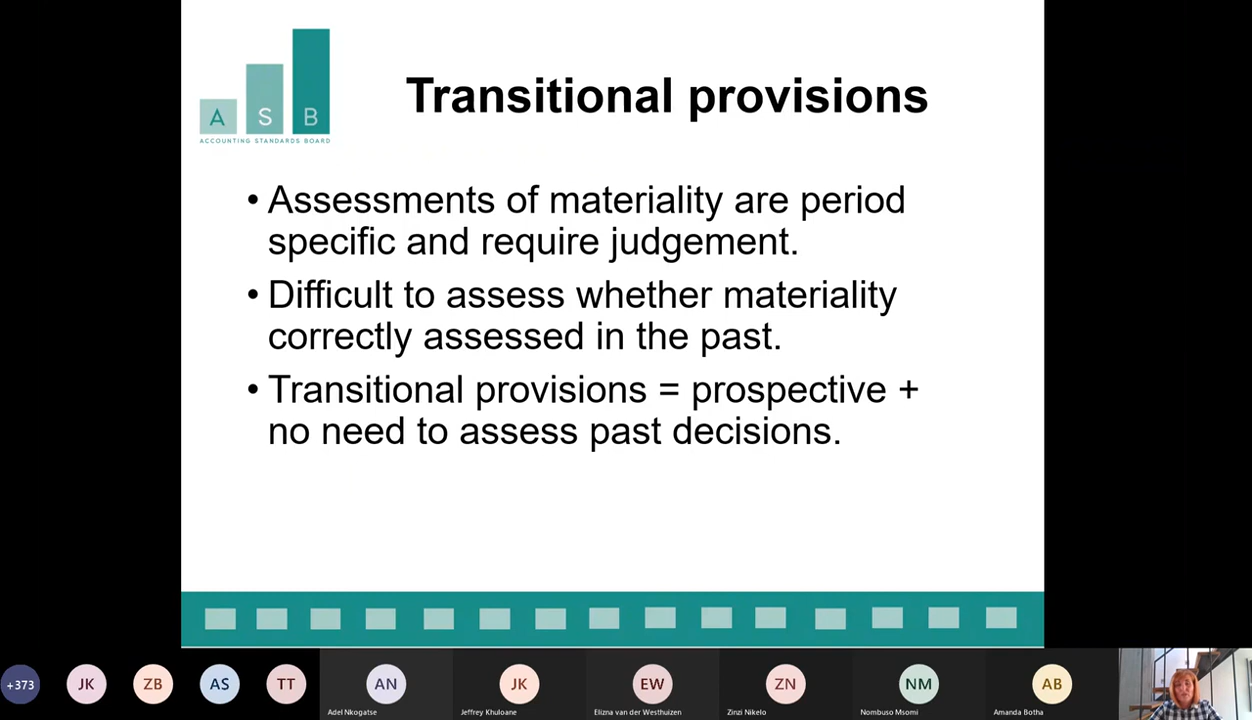 A S B
ACCOUNTING STANDARDS BOARD
Transitional provisions
• Assessments of materiality are period
specific and require judgement.
• Difficult to assess whether materiality
correctly assessed in the past.
• Transitional provisions = prospective +
no need to assess past decisions.
+373 JK ZB AS TT AN JK EW ZN NM AB
Adel Nkogatse Jeffrey Khuloane Elizna van der Westhuizen Zinzi Nikelo Nombuso Msomi Amanda Botha